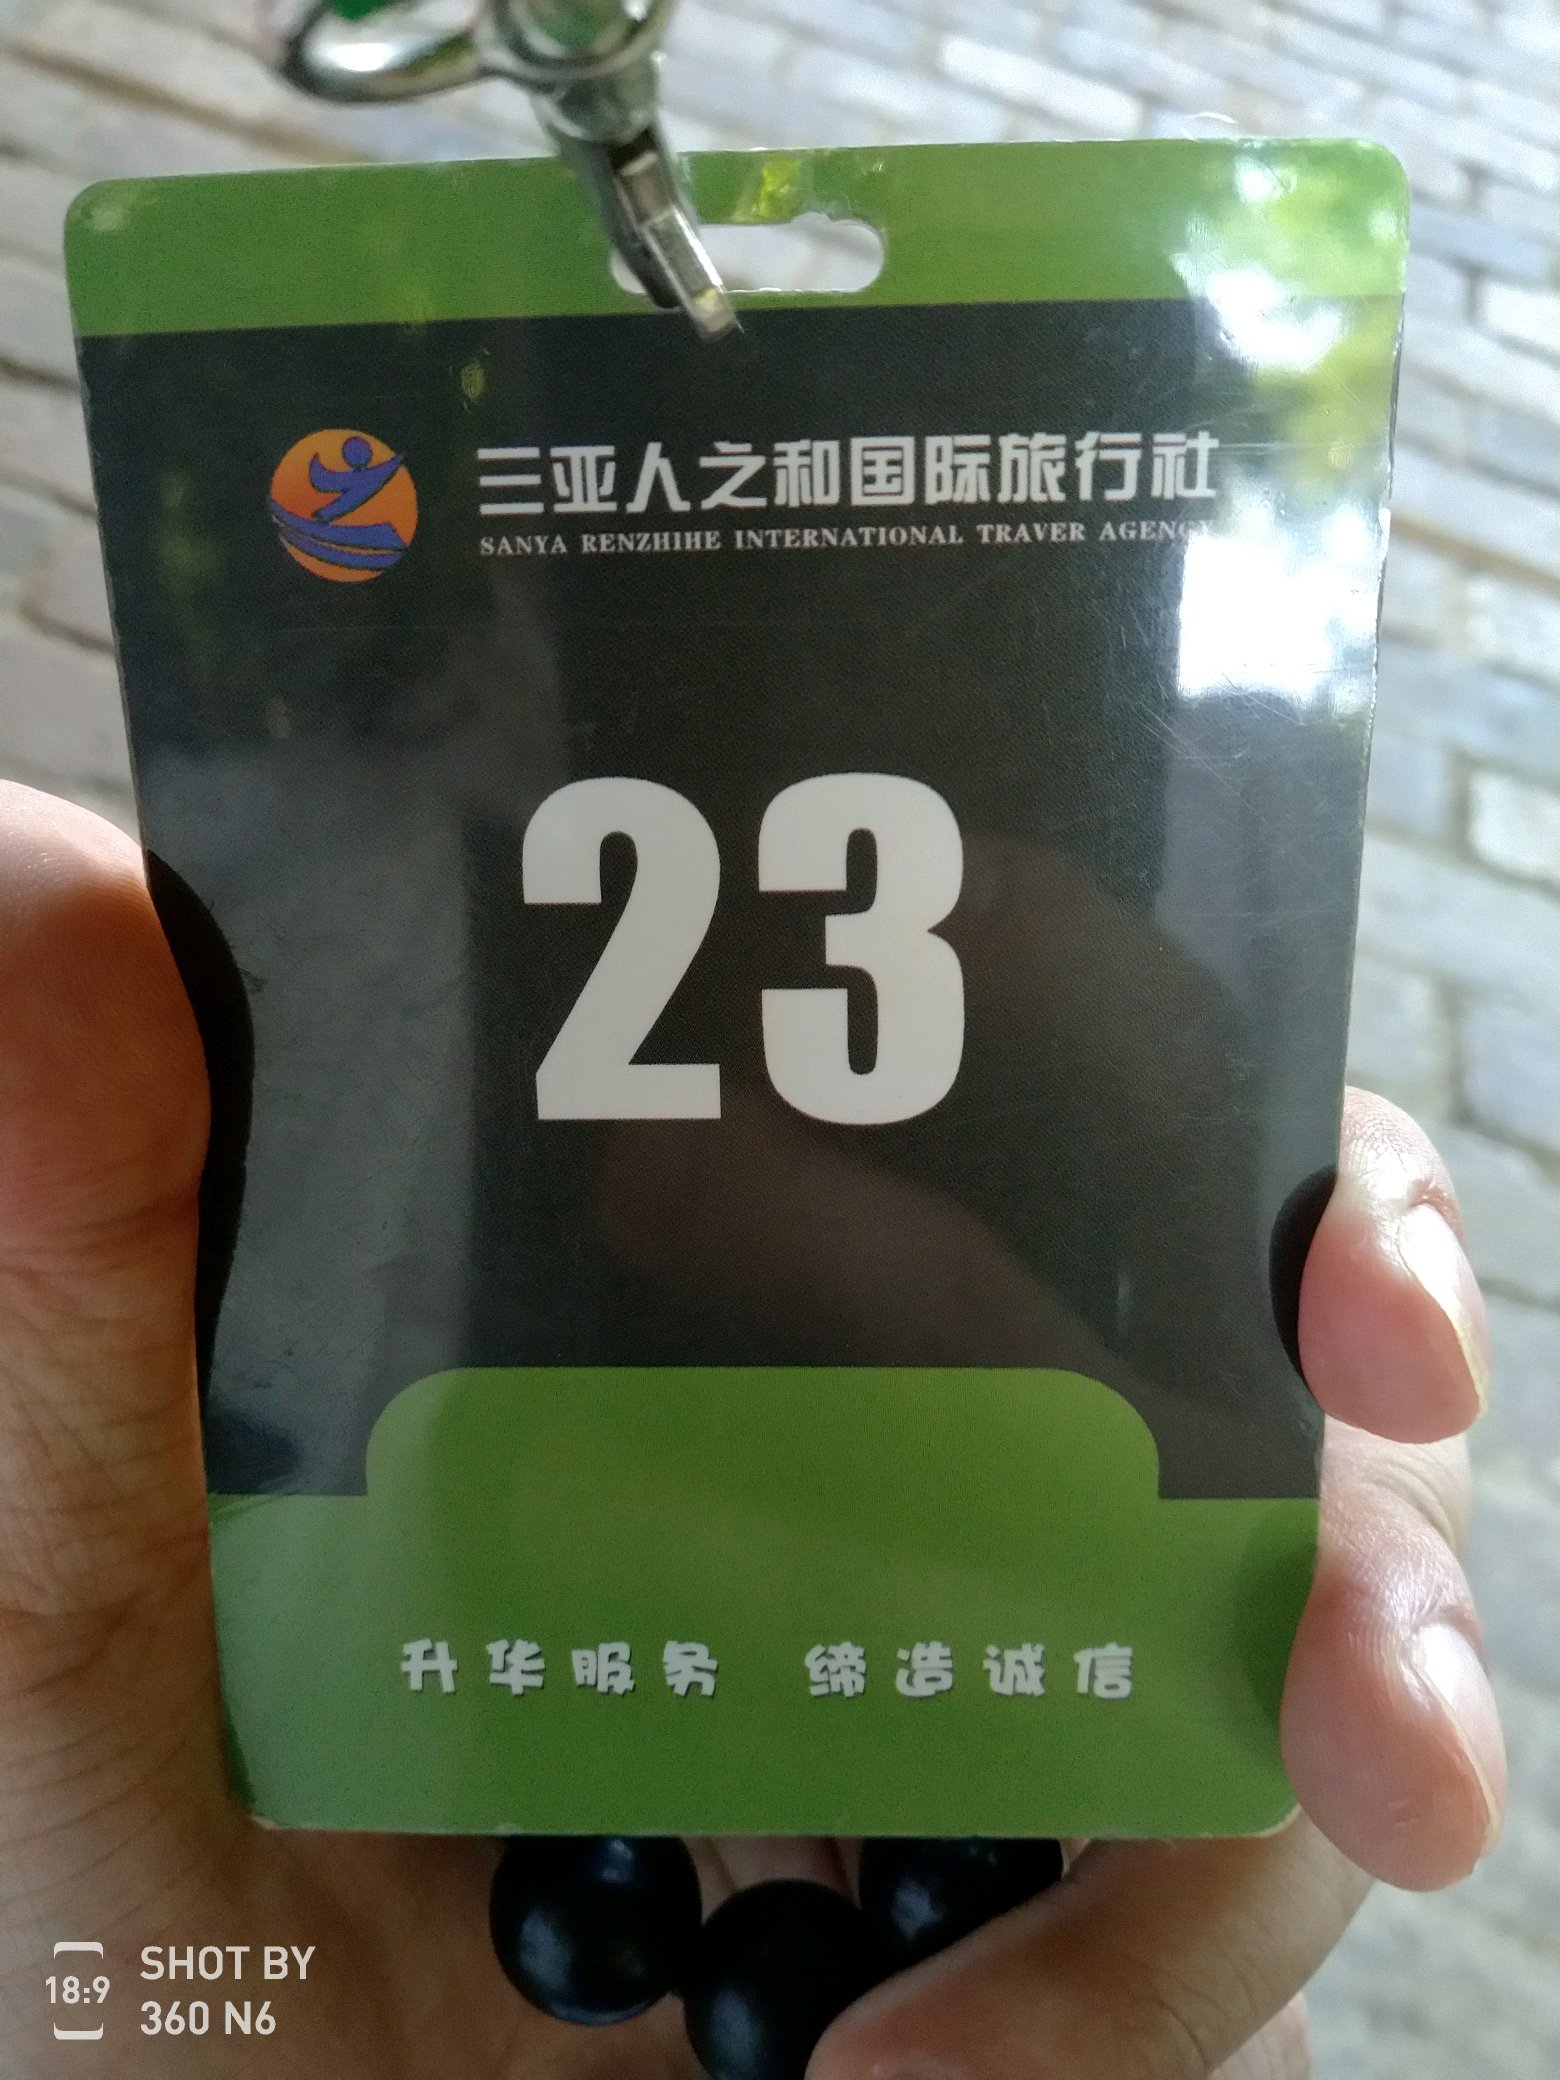 三亚人之和国际旅行社
SANYA RENZHIHE INTERNATIONAL TRAVER AGENCY
23
升华服务 缔造诚信
18:9
SHOT BY
360 N6